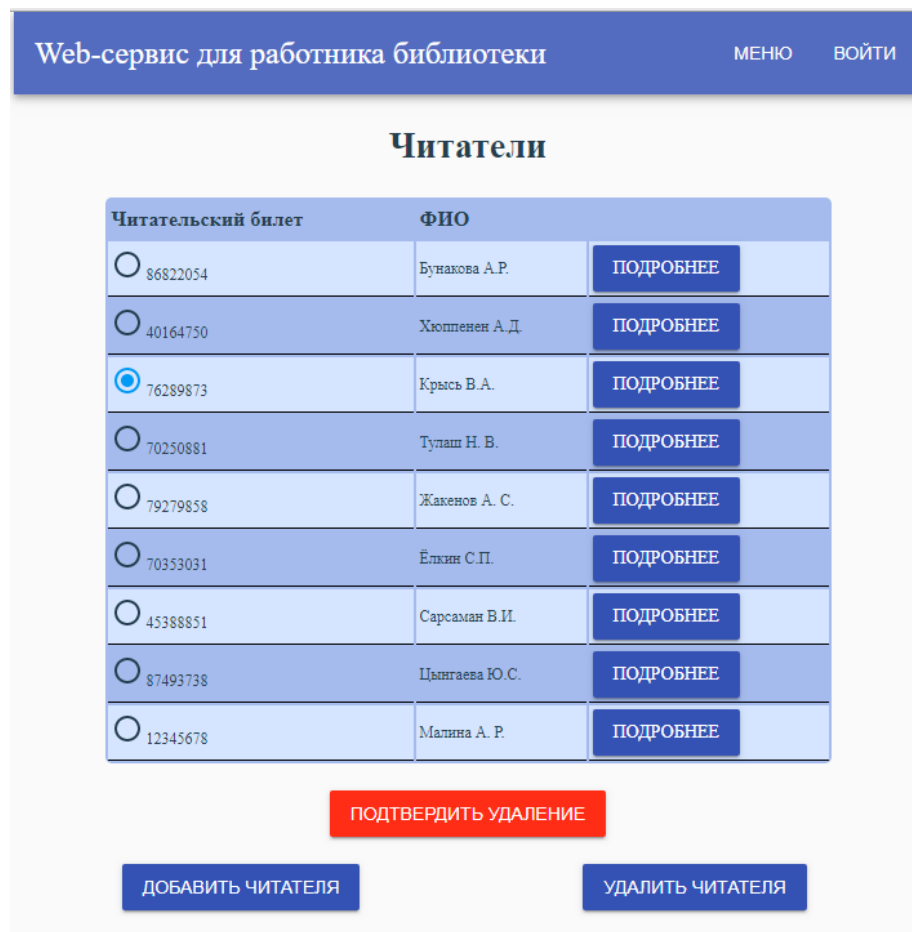 Web-сервис для работника библиотеки МЕНЮ ВОЙТИ
Читатели
Читательский билет ФИО
86822054 Бунакова А.Р. ПОДРОБНЕЕ
40164750 Хюппенен А.Д. ПОДРОБНЕЕ
76289873 Крысь В.А. ПОДРОБНЕЕ
70250881 Тулаш Н. В. ПОДРОБНЕЕ
79279858 Жакенов А. С. ПОДРОБНЕЕ
70353031 Ёлкин С.П. ПОДРОБНЕЕ
45388851 Сарсаман В.И. ПОДРОБНЕЕ
87493738 Цынгаева Ю.С. ПОДРОБНЕЕ
12345678 Малина А. Р. ПОДРОБНЕЕ
ПОДТВЕРДИТЬ УДАЛЕНИЕ
ДОБАВИТЬ ЧИТАТЕЛЯ УДАЛИТЬ ЧИТАТЕЛЯ